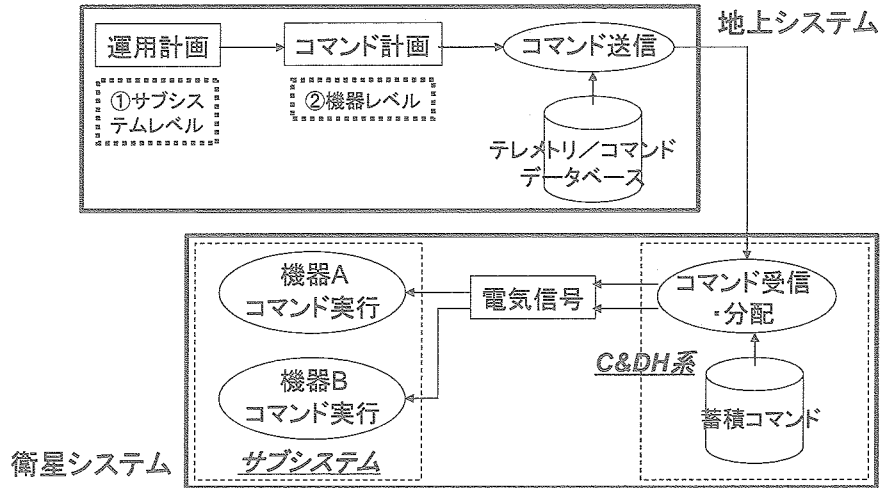 地上システム
運用計画
コマンド計画
コマンド送信
①サブシス
テムレベル
②機器レベル
テレメトリ／コマンド
データベース
機器A
コマンド実行
電気信号
コマンド受信
・分配
C&DH系
機器B
コマンド実行
蓄積コマンド
サブシステム
衛星システム